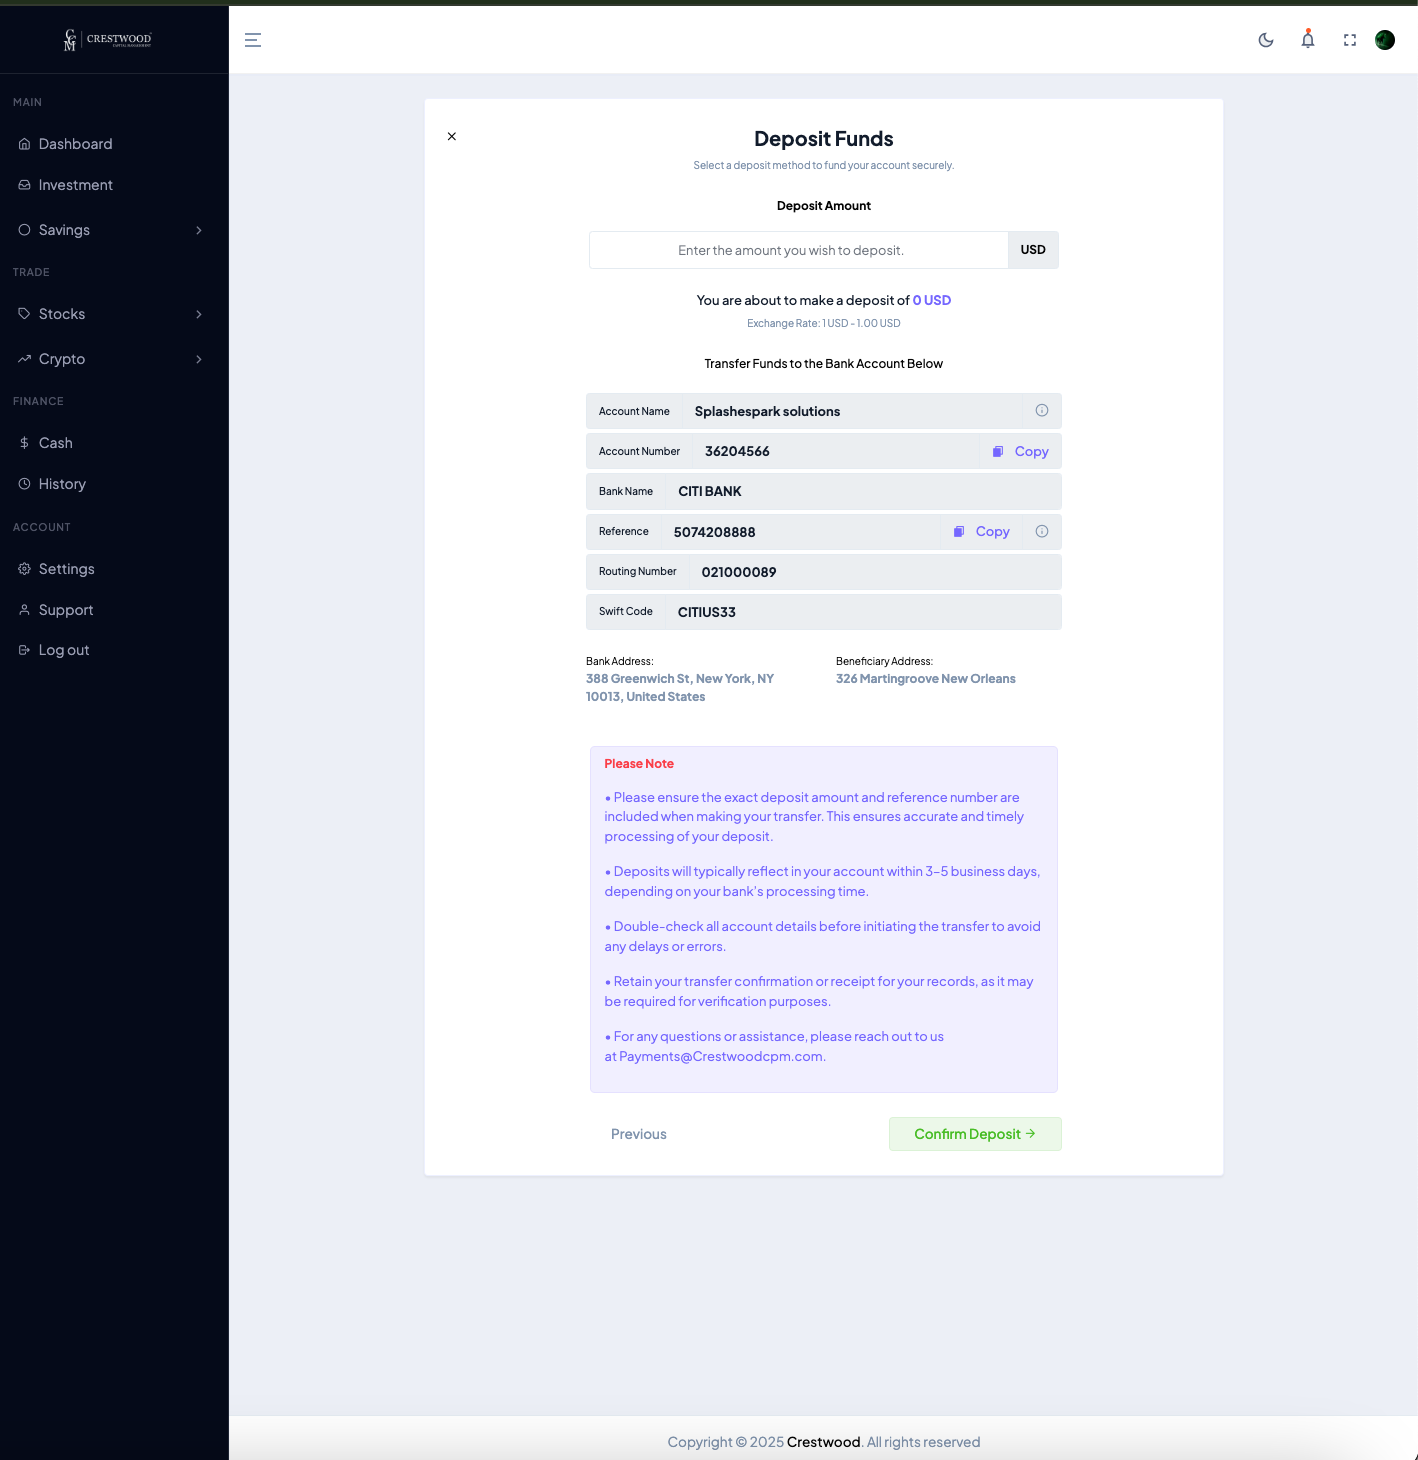 CGM CRESTWOOD
CAPITAL MANAGEMENT
MAIN
Dashboard
Investment
Savings
TRADE
Stocks
Crypto
FINANCE
Cash
History
ACCOUNT
Settings
Support
Log out
Deposit Funds
Select a deposit method to fund your account securely.
Deposit Amount
Enter the amount you wish to deposit. USD
You are about to make a deposit of 0 USD
Exchange Rate: 1 USD - 1.00 USD
Transfer Funds to the Bank Account Below
Account Name Splashespark solutions
Account Number 36204566 Copy
Bank Name CITI BANK
Reference 5074208888 Copy
Routing Number 021000089
Swift Code CITIUS33
Bank Address:
388 Greenwich St, New York, NY
10013, United States
Beneficiary Address:
326 Martingroove New Orleans
Please Note
• Please ensure the exact deposit amount and reference number are
included when making your transfer. This ensures accurate and timely
processing of your deposit.
• Deposits will typically reflect in your account within 3–5 business days,
depending on your bank's processing time.
• Double-check all account details before initiating the transfer to avoid
any delays or errors.
• Retain your transfer confirmation or receipt for your records, as it may
be required for verification purposes.
• For any questions or assistance, please reach out to us
at Payments@Crestwoodcpm.com.
Previous
Confirm Deposit
Copyright © 2025 Crestwood. All rights reserved